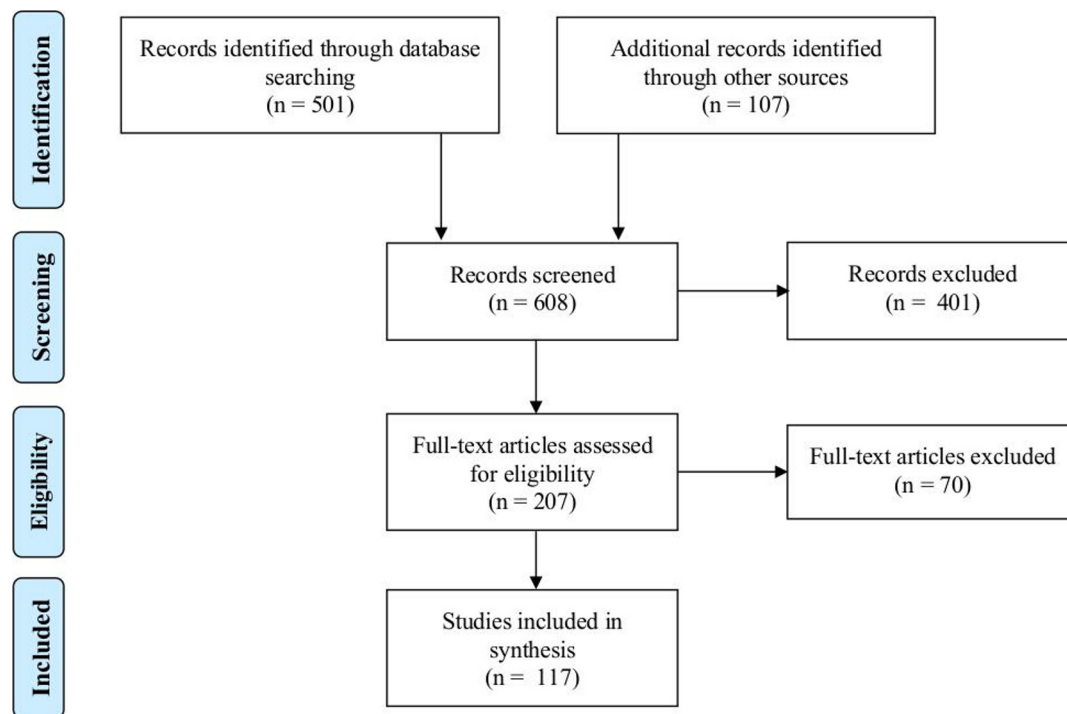 Identification
Records identified through database
searching
(n = 501)
Additional records identified
through other sources
(n = 107)
Screening
Records screened
(n = 608)
Records excluded
(n =  401)
Eligibility
Full-text articles assessed
for eligibility
(n = 207)
Full-text articles excluded
(n = 70)
Included
Studies included in
synthesis
(n =  117)